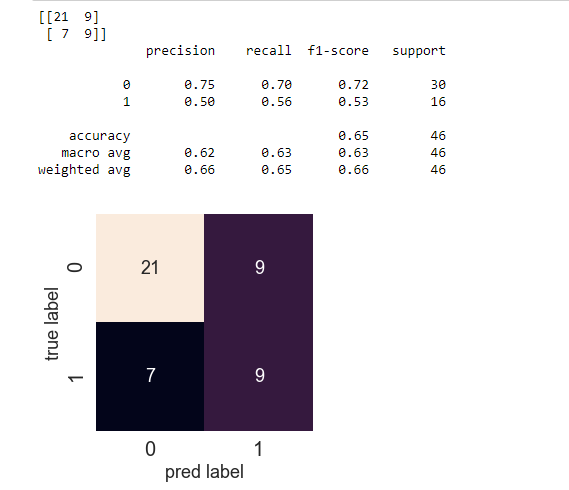 [[21  9]
 [ 7  9]]
              precision    recall  f1-score   support

           0       0.75      0.70      0.72        30
           1       0.50      0.56      0.53        16

    accuracy                           0.65        46
   macro avg       0.62      0.63      0.63        46
weighted avg       0.66      0.65      0.66        46
true label
0
21 9
1
7 9
0 1
pred label